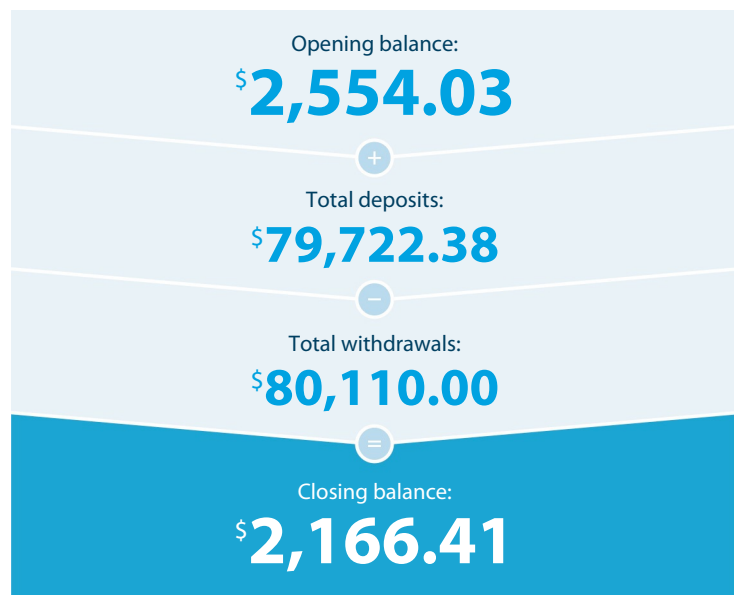 Opening balance:
$2,554.03
+
Total deposits:
$79,722.38
−
Total withdrawals:
$80,110.00
=
Closing balance:
$2,166.41